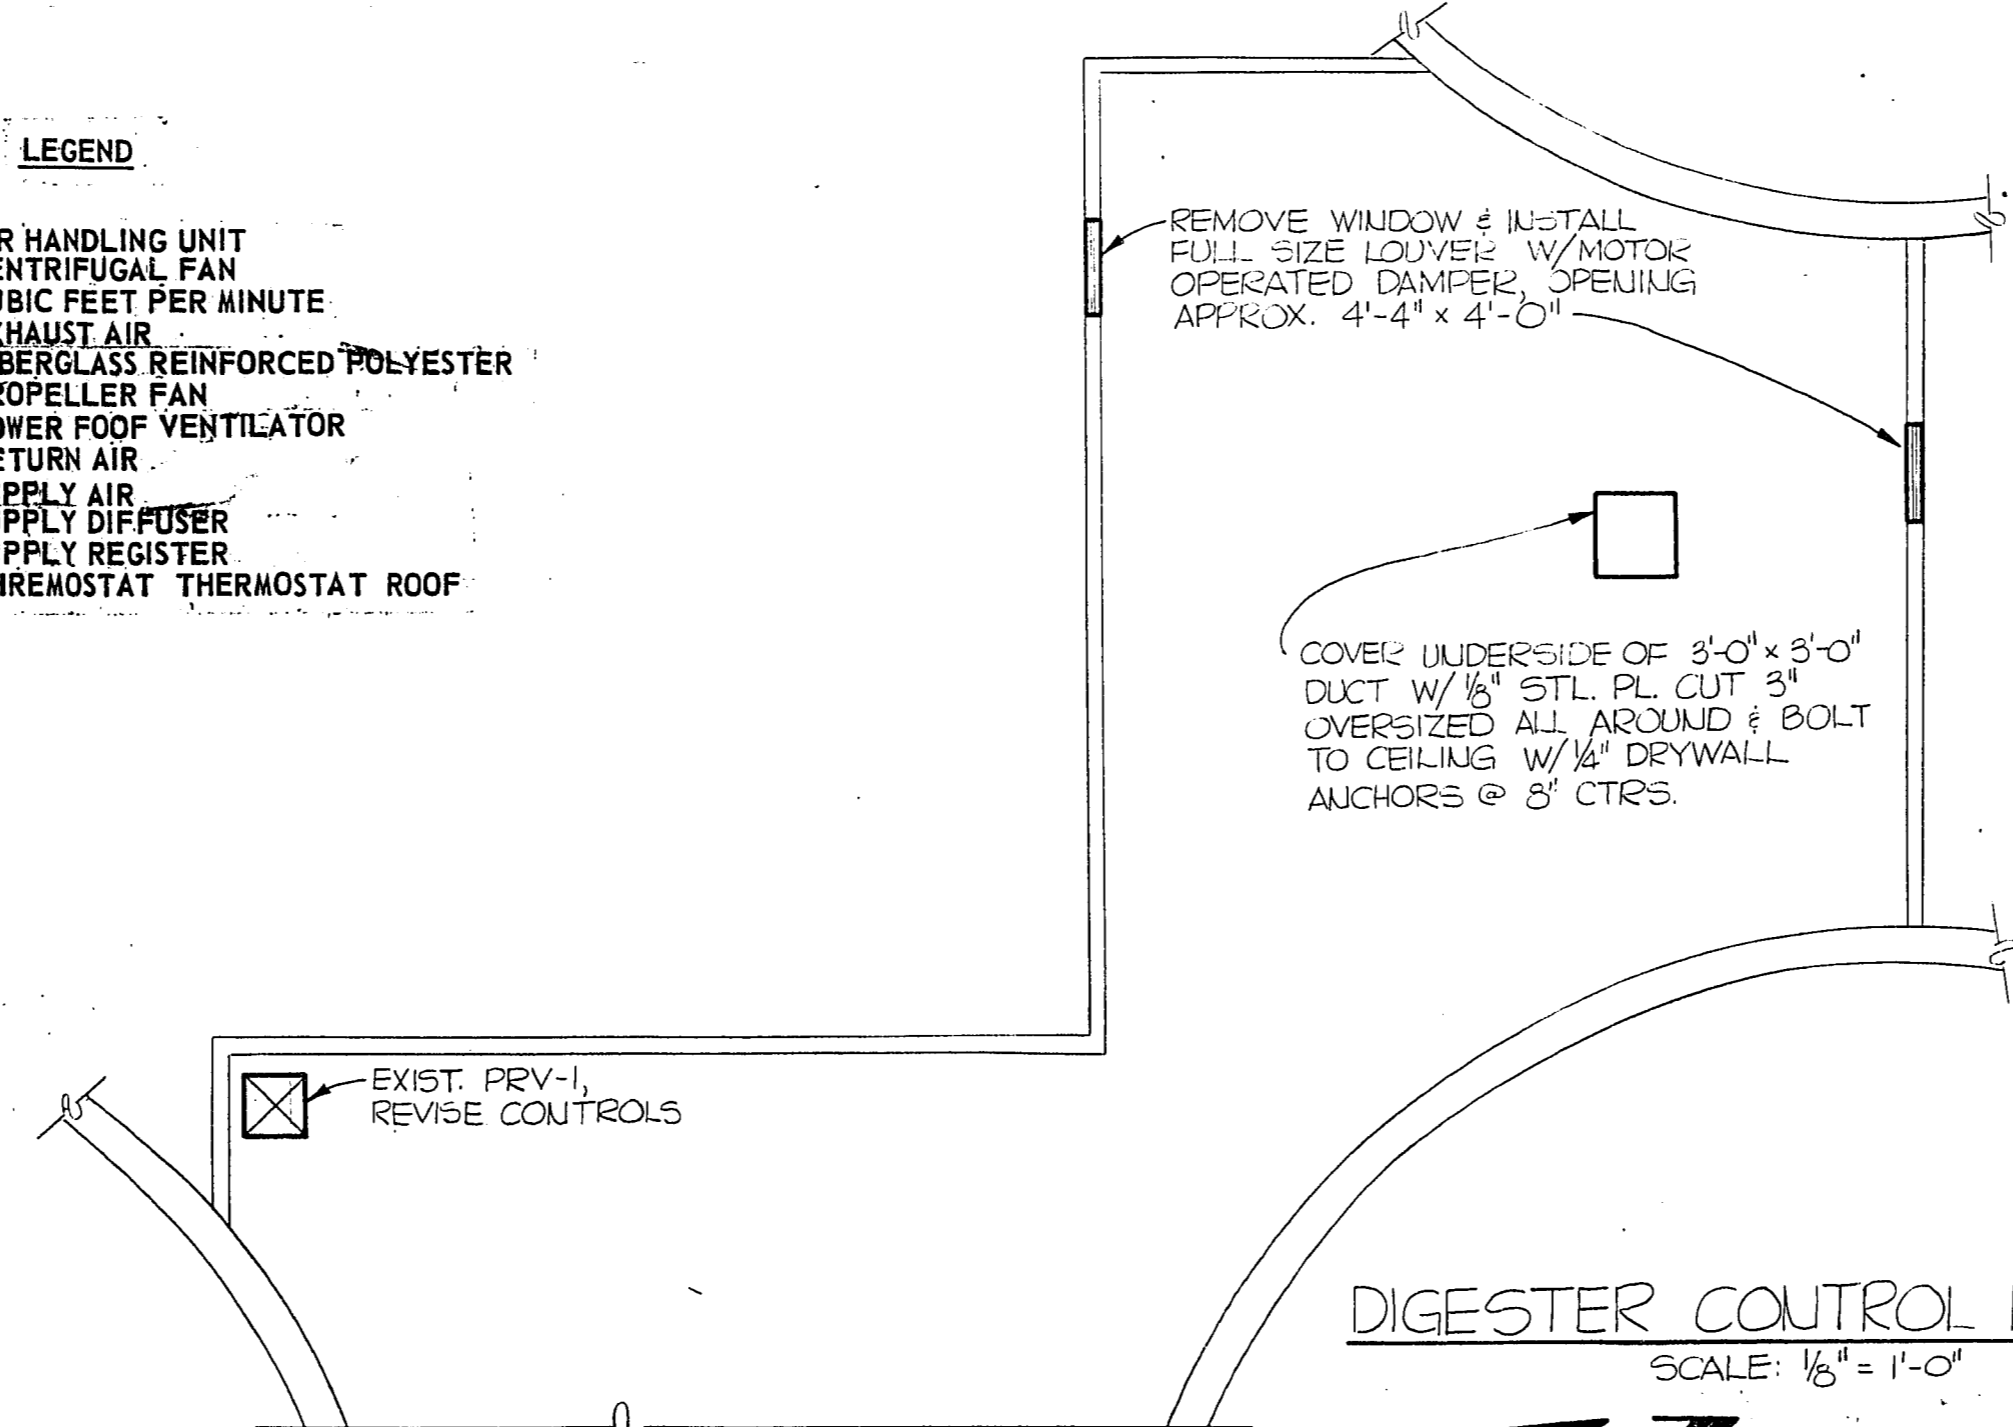 LEGEND
R HANDLING UNIT
ENTRIFUGAL FAN
UBIC FEET PER MINUTE
XHAUST AIR
BERGLASS REINFORCED POLYESTER
ROPELLER FAN
OWER FOOF VENTILATOR
ETURN AIR
PPLY AIR
PPLY DIFFUSER
PPLY REGISTER
HREMOSTAT THERMOSTAT ROOF
REMOVE WINDOW & INSTALL
FULL SIZE LOUVER W/MOTOR
OPERATED DAMPER, OPENING
APPROX. 4'-4" x 4'-0"
COVER UNDERSIDE OF 3'-0" x 3'-0"
DUCT W/ 1/8" STL. PL. CUT 3"
OVERSIZED ALL AROUND & BOLT
TO CEILING W/ 1/4" DRYWALL
ANCHORS @ 8" CTRS.
EXIST. PRV-1,
REVISE CONTROLS
DIGESTER CONTROL
SCALE: 1/8" = 1'-0"